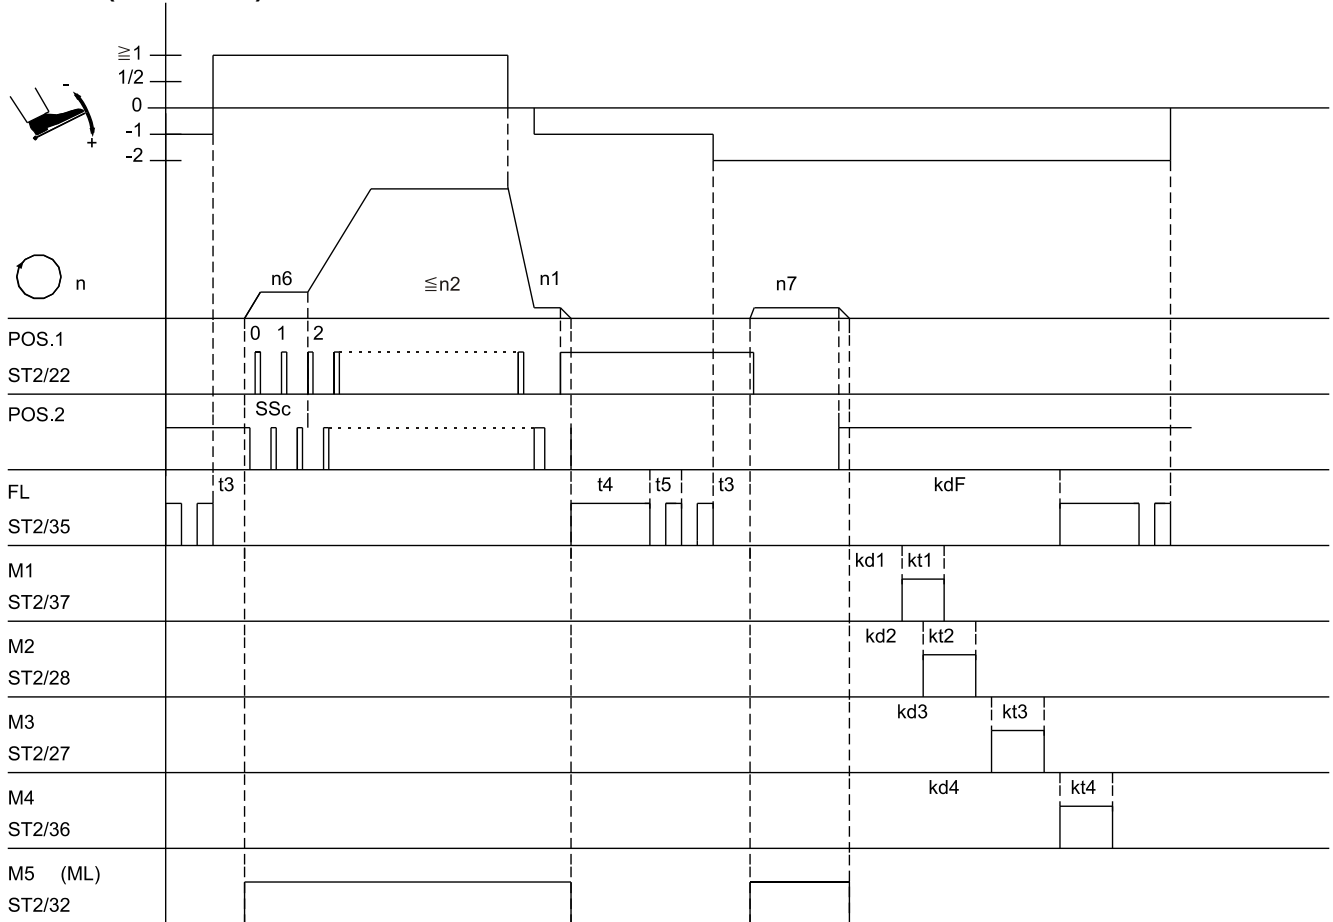 ≧1
1/2
0
-1
-2
-
+
n
n6
≦n2
n1
n7
POS.1
ST2/22
0 1 2
POS.2
SSc
FL
ST2/35
t3
t4
t5
t3
kdF
M1
ST2/37
kd1
kt1
M2
ST2/28
kd2
kt2
M3
ST2/27
kd3
kt3
M4
ST2/36
kd4
kt4
M5 (ML)
ST2/32